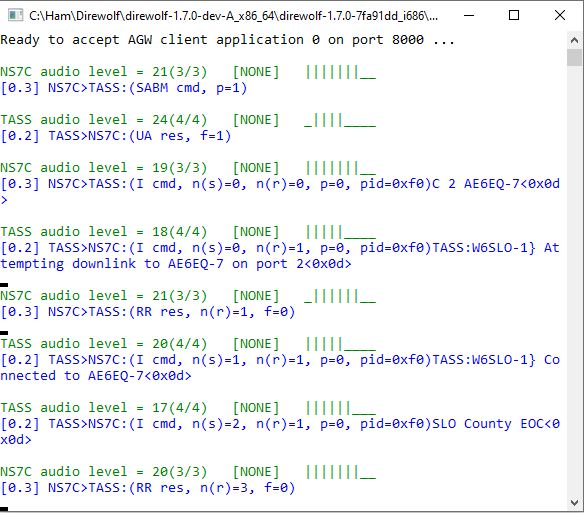 C:\Ham\Direwolf\direwolf-1.7.0-dev-A_x86_64\direwolf-1.7.0-7fa91dd_i686\...
Ready to accept AGW client application 0 on port 8000 ...
NS7C audio level = 21(3/3)   [NONE]   |||||||__
[0.3] NS7C>TASS:(SABM cmd, p=1)
TASS audio level = 24(4/4)   [NONE]   _||||____
[0.2] TASS>NS7C:(UA res, f=1)
NS7C audio level = 19(3/3)   [NONE]   |||||||__
[0.3] NS7C>TASS:(I cmd, n(s)=0, n(r)=0, p=0, pid=0xf0)C 2 AE6EQ-7<0x0d
>
TASS audio level = 18(4/4)   [NONE]   |||||____
[0.2] TASS>NS7C:(I cmd, n(s)=0, n(r)=1, p=0, pid=0xf0)TASS:W6SLO-1} At
tempting downlink to AE6EQ-7 on port 2<0x0d>
NS7C audio level = 21(3/3)   [NONE]   _||||||__
[0.3] NS7C>TASS:(RR res, n(r)=1, f=0)
TASS audio level = 20(4/4)   [NONE]   |||||____
[0.2] TASS>NS7C:(I cmd, n(s)=1, n(r)=1, p=0, pid=0xf0)TASS:W6SLO-1} Co
nnected to AE6EQ-7<0x0d>
TASS audio level = 17(4/4)   [NONE]   ||||||___
[0.2] TASS>NS7C:(I cmd, n(s)=2, n(r)=1, p=0, pid=0xf0)SLO County EOC<0
x0d>
NS7C audio level = 20(3/3)   [NONE]   |||||||__
[0.3] NS7C>TASS:(RR res, n(r)=3, f=0)